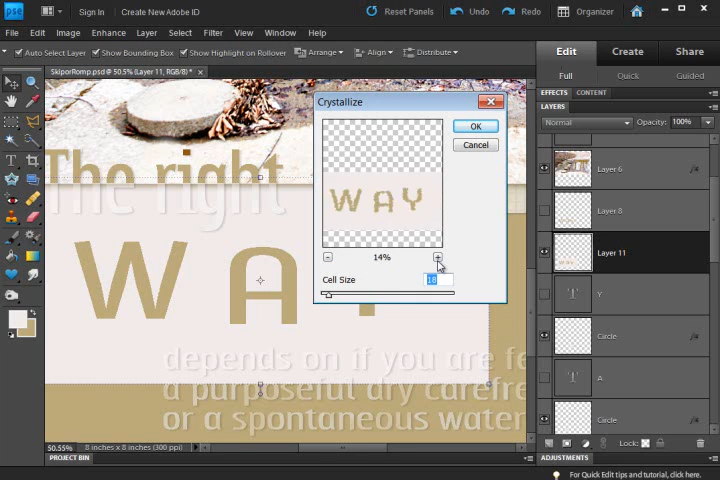 pse
Sign In
Create New Adobe ID
Reset Panels
Undo
Redo
Organizer
File Edit Image Enhance Layer Select Filter View Window Help
Auto Select Layer Show Bounding Box Show Highlight on Rollover Arrange Align Distribute
Edit Create Share
Full Quick Guided
SkiporRomp.psd @ 50.5% (Layer 11, RGB/8) * ×
EFFECTS CONTENT
LAYERS
Normal Opacity: 100%
Crystallize
OK
Cancel
W A Y
14%
Cell Size 18
The right
The right
W A Y
depends on if you are fe
a purposeful dry carefre
or a spontaneous water
Layer 6
Layer 8
Layer 11
T Y
Circle
T A
Circle
Lock:
50.55% 8 inches x 8 inches (300 ppi)
PROJECT BIN
ADJUSTMENTS
For Quick Edit tips and tutorial, click here.